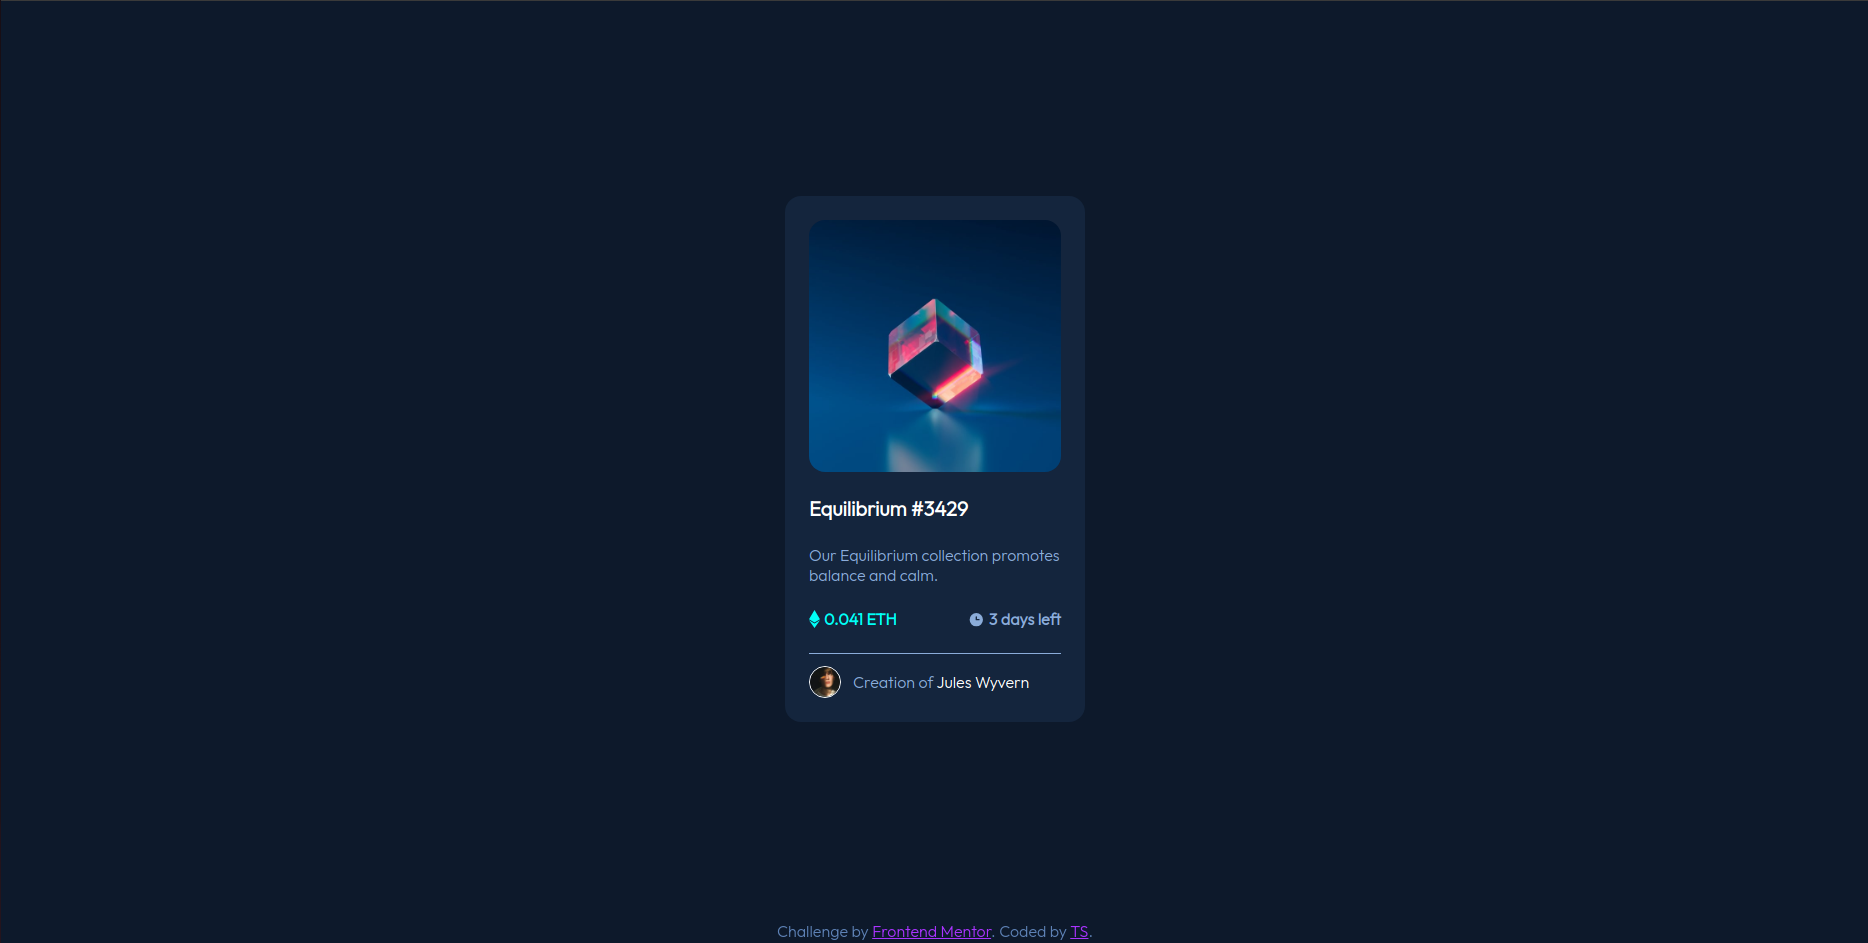 Equilibrium #3429
Our Equilibrium collection promotes
balance and calm.
0.041 ETH
3 days left
Creation of Jules Wyvern
Challenge by Frontend Mentor. Coded by TS.